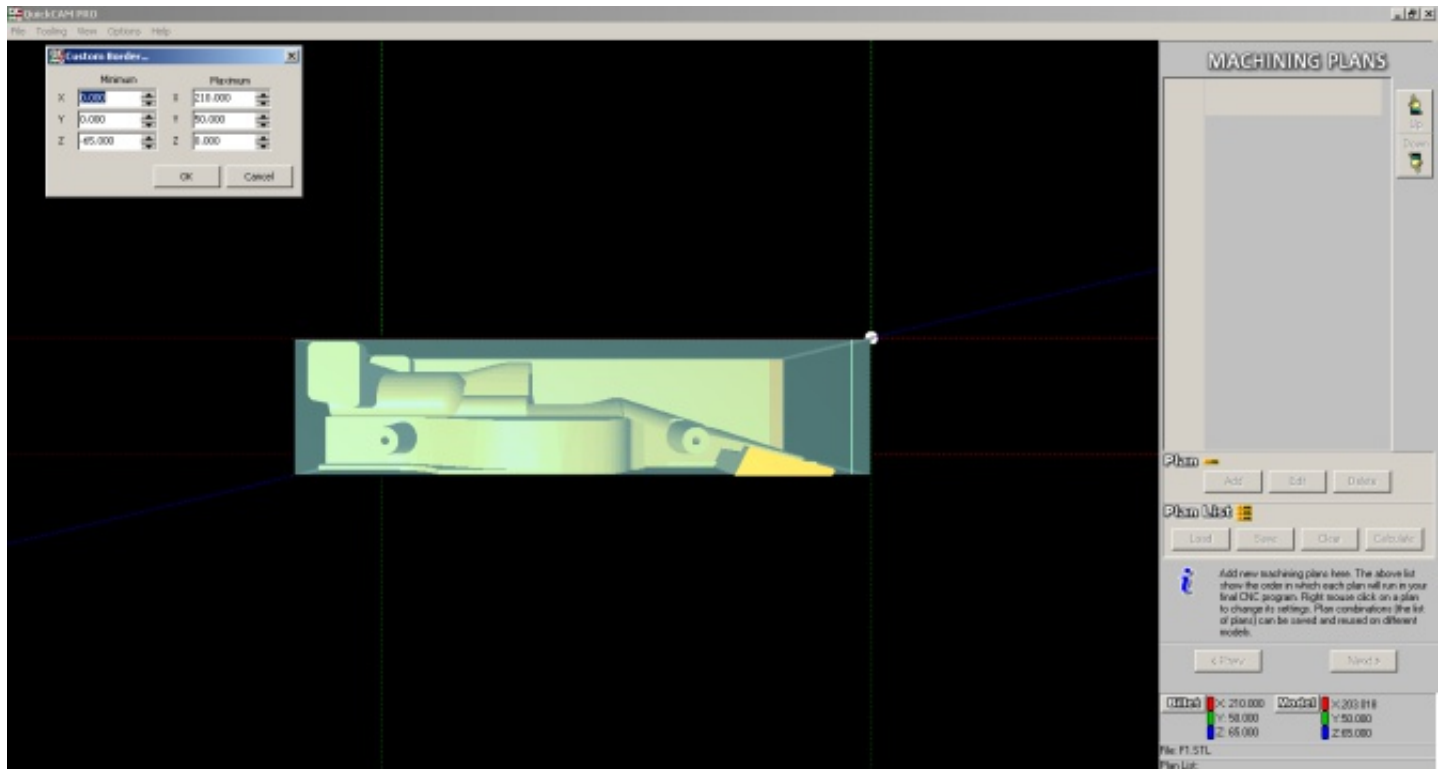 QuickCAM PRO
File Tooling View Options Help
Custom Border...
Minimum Maximum
X 0.000 X 210.000
Y 0.000 Y 50.000
Z -65.000 Z 0.000
OK Cancel
MACHINING PLANS
Up
Down
Plan
Add Edit Delete
Plan List
Load Save Clear Calculate
Add new machining plans here. The above list
show the order in which each plan will run in your
final CNC program. Right mouse click on a plan
to change its settings. Plan combinations (the list
of plans) can be saved and reused on different
models.
< Prev Next >
Billet X: 210.000 Model X:203.818
Y: 50.000 Y:50.000
Z: 65.000 Z:65.000
File: F1.STL
Plan List: